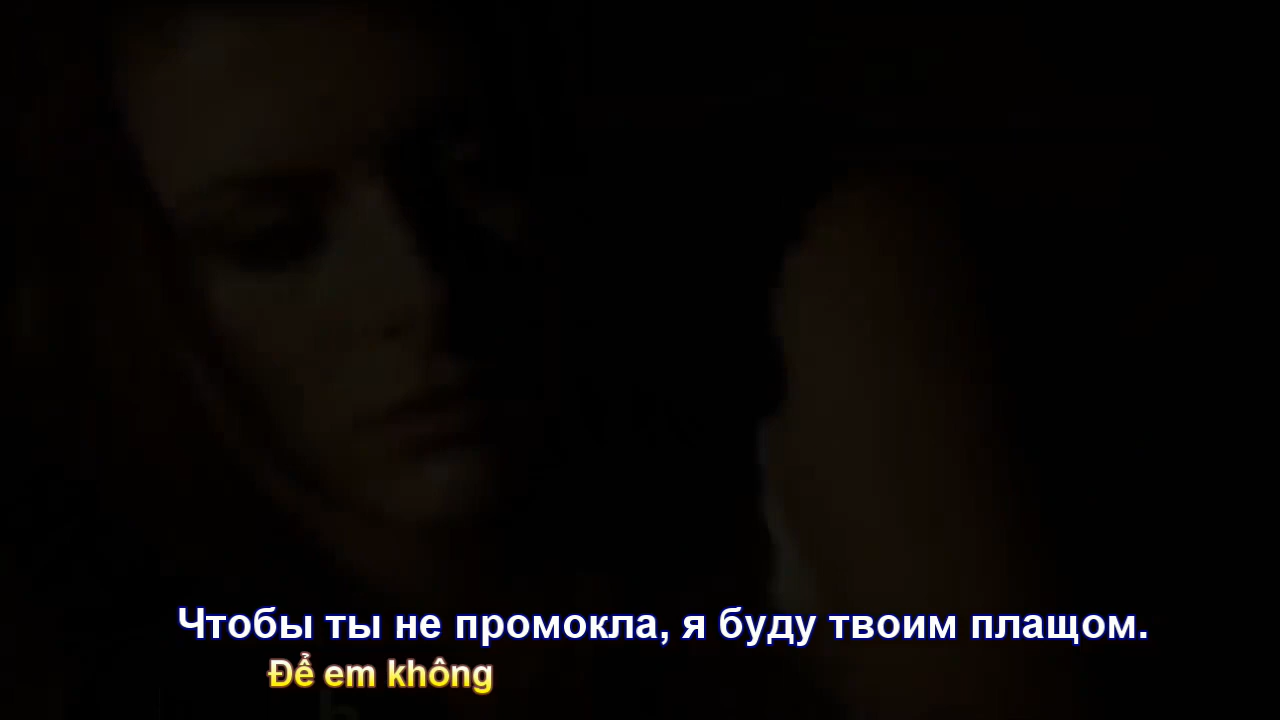 Чтобы ты не промокла, я буду твоим плащом.
Để em không